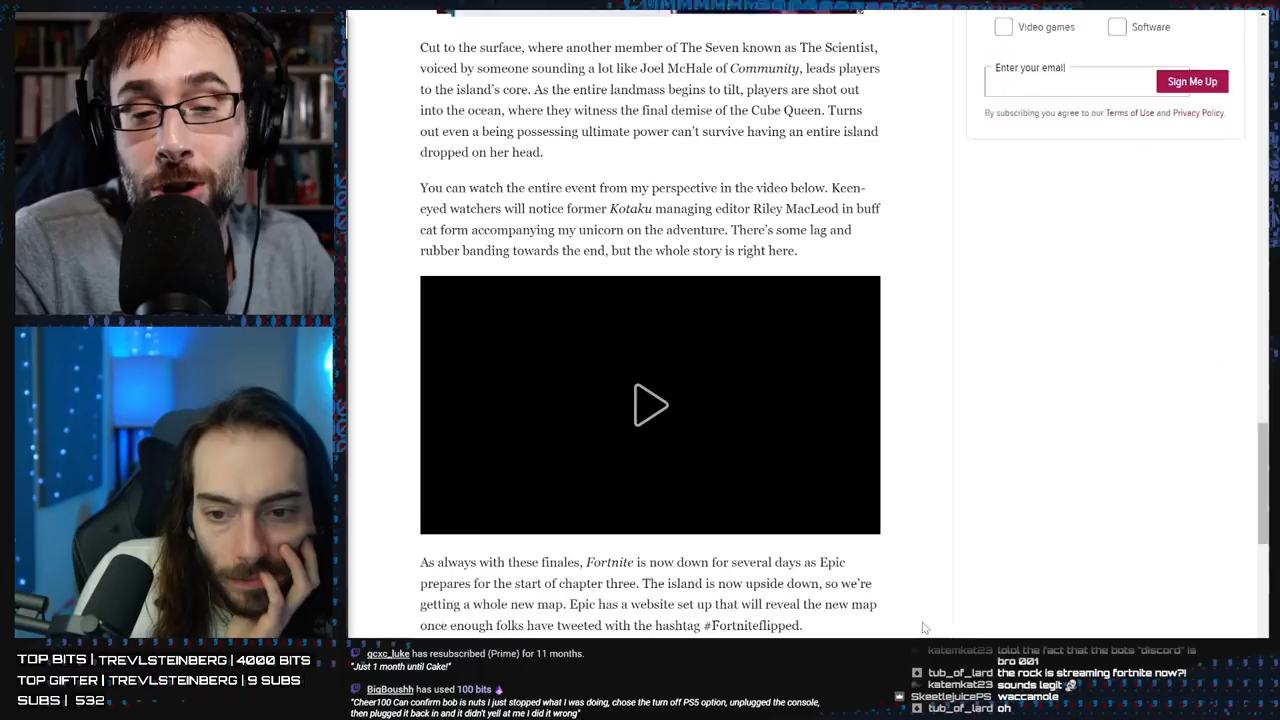 Cut to the surface, where another member of The Seven known as The Scientist,
voiced by someone sounding a lot like Joel McHale of Community, leads players
to the island's core. As the entire landmass begins to tilt, players are shot out
into the ocean, where they witness the final demise of the Cube Queen. Turns
out even a being possessing ultimate power can't survive having an entire island
dropped on her head.
You can watch the entire event from my perspective in the video below. Keen-
eyed watchers will notice former Kotaku managing editor Riley MacLeod in buff
cat form accompanying my unicorn on the adventure. There's some lag and
rubber banding towards the end, but the whole story is right here.
As always with these finales, Fortnite is now down for several days as Epic
prepares for the start of chapter three. The island is now upside down, so we're
getting a whole new map. Epic has a website set up that will reveal the new map
once enough folks have tweeted with the hashtag #Fortniteflipped.
Video games
Software
Enter your email
Sign Me Up
By subscribing you agree to our Terms of Use and Privacy Policy.
TOP BITS | TREVLSTEINBERG | 4000 BITS
TOP GIFTER | TREVLSTEINBERG | 9 SUBS
SUBS | 532
gcxc_luke has resubscribed (Prime) for 11 months.
"Just 1 month until Cake!"
BigBoushh has used 100 bits
"Cheer100 Can confirm bob is nuts I just stopped what I was doing, chose the turn off PS5 option, unplugged the console,
then plugged it back in and it didn't yell at me i did it wrong"
katemkat23 lolol the fact that the bots "discord" is
bro 001
tub_of_lard the rock is streaming fortnite now?!
katemkat23 sounds legit
SkeetlejuicePS waccamole
tub_of_lard oh